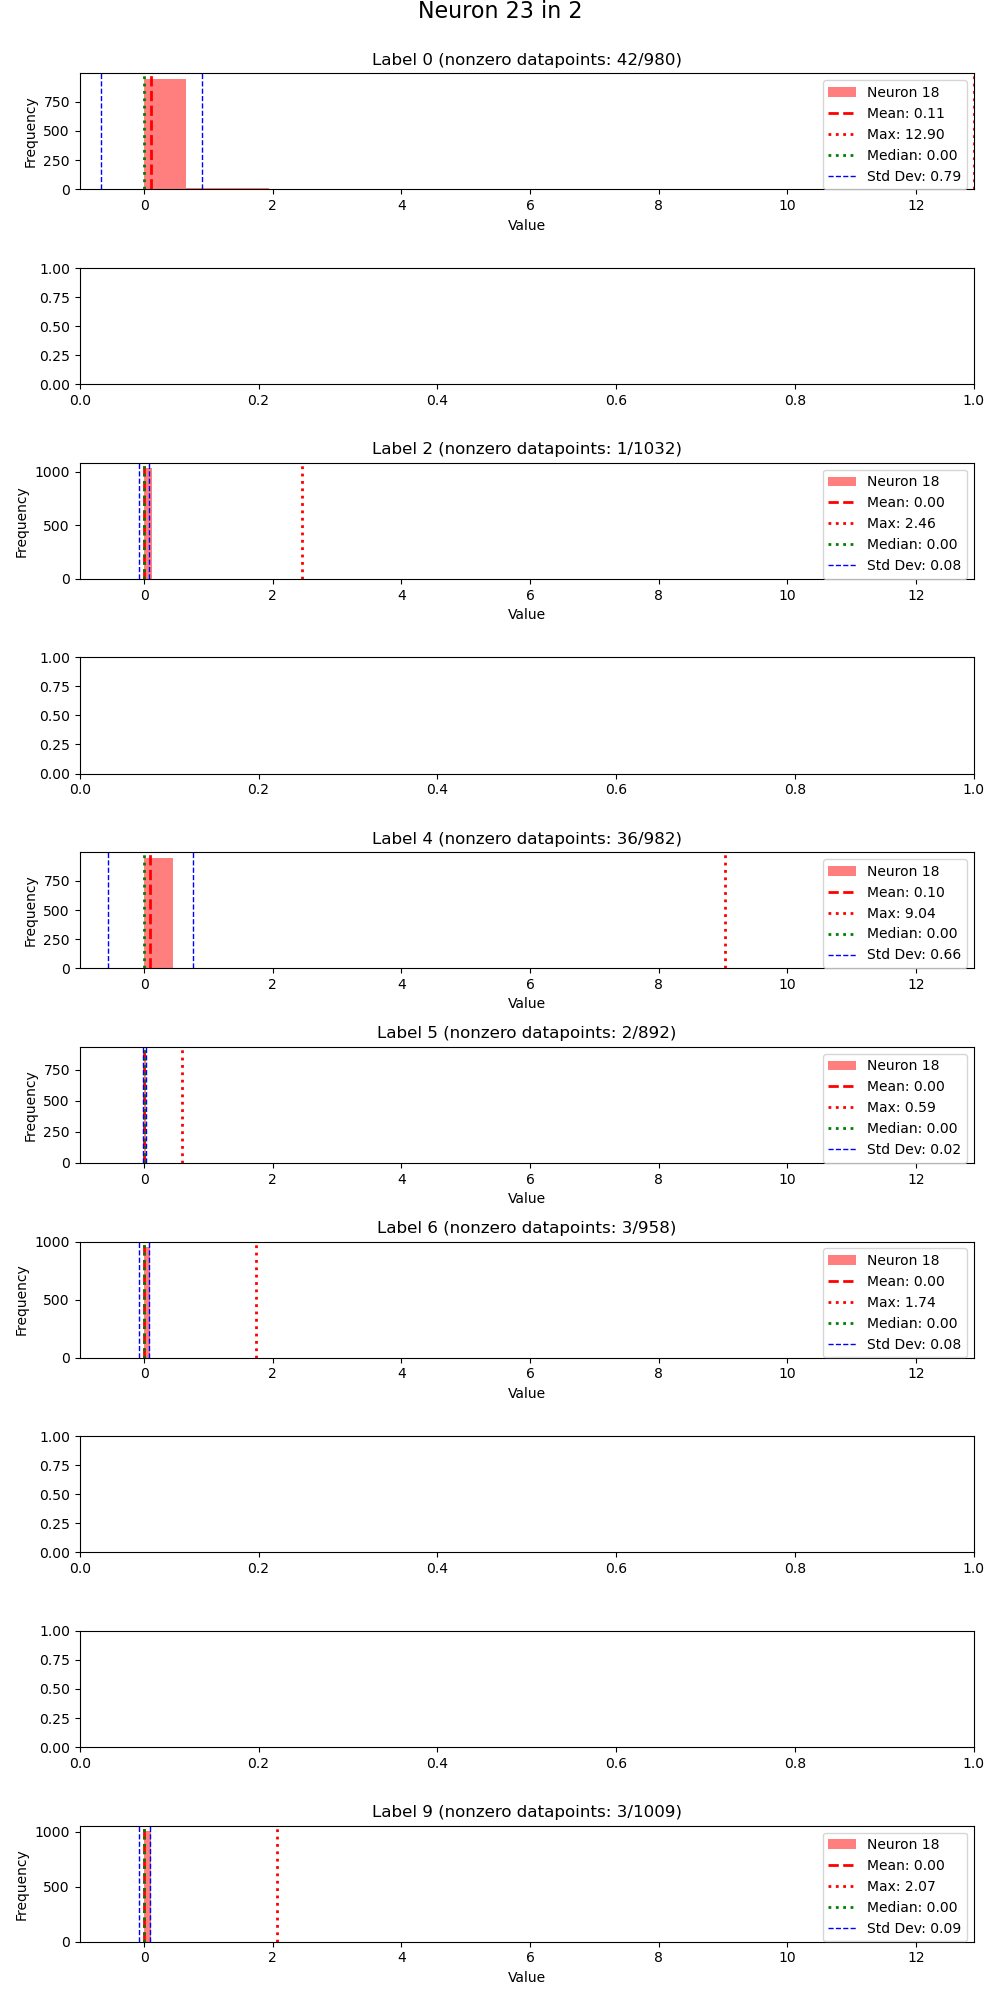 Neuron 23 in 2
Label 0 (nonzero datapoints: 42/980)
Frequency
750
500
250
0
Neuron 18
Mean: 0.11
Max: 12.90
Median: 0.00
Std Dev: 0.79
0 2 4 6 8 10 12
Value
1.00
0.75
0.50
0.25
0.00
0.0 0.2 0.4 0.6 0.8 1.0
Label 2 (nonzero datapoints: 1/1032)
Frequency
1000
500
0
Neuron 18
Mean: 0.00
Max: 2.46
Median: 0.00
Std Dev: 0.08
0 2 4 6 8 10 12
Value
1.00
0.75
0.50
0.25
0.00
0.0 0.2 0.4 0.6 0.8 1.0
Label 4 (nonzero datapoints: 36/982)
Frequency
750
500
250
0
Neuron 18
Mean: 0.10
Max: 9.04
Median: 0.00
Std Dev: 0.66
0 2 4 6 8 10 12
Value
Label 5 (nonzero datapoints: 2/892)
Frequency
750
500
250
0
Neuron 18
Mean: 0.00
Max: 0.59
Median: 0.00
Std Dev: 0.02
0 2 4 6 8 10 12
Value
Label 6 (nonzero datapoints: 3/958)
Frequency
1000
500
0
Neuron 18
Mean: 0.00
Max: 1.74
Median: 0.00
Std Dev: 0.08
0 2 4 6 8 10 12
Value
1.00
0.75
0.50
0.25
0.00
0.0 0.2 0.4 0.6 0.8 1.0
1.00
0.75
0.50
0.25
0.00
0.0 0.2 0.4 0.6 0.8 1.0
Label 9 (nonzero datapoints: 3/1009)
Frequency
1000
500
0
Neuron 18
Mean: 0.00
Max: 2.07
Median: 0.00
Std Dev: 0.09
0 2 4 6 8 10 12
Value